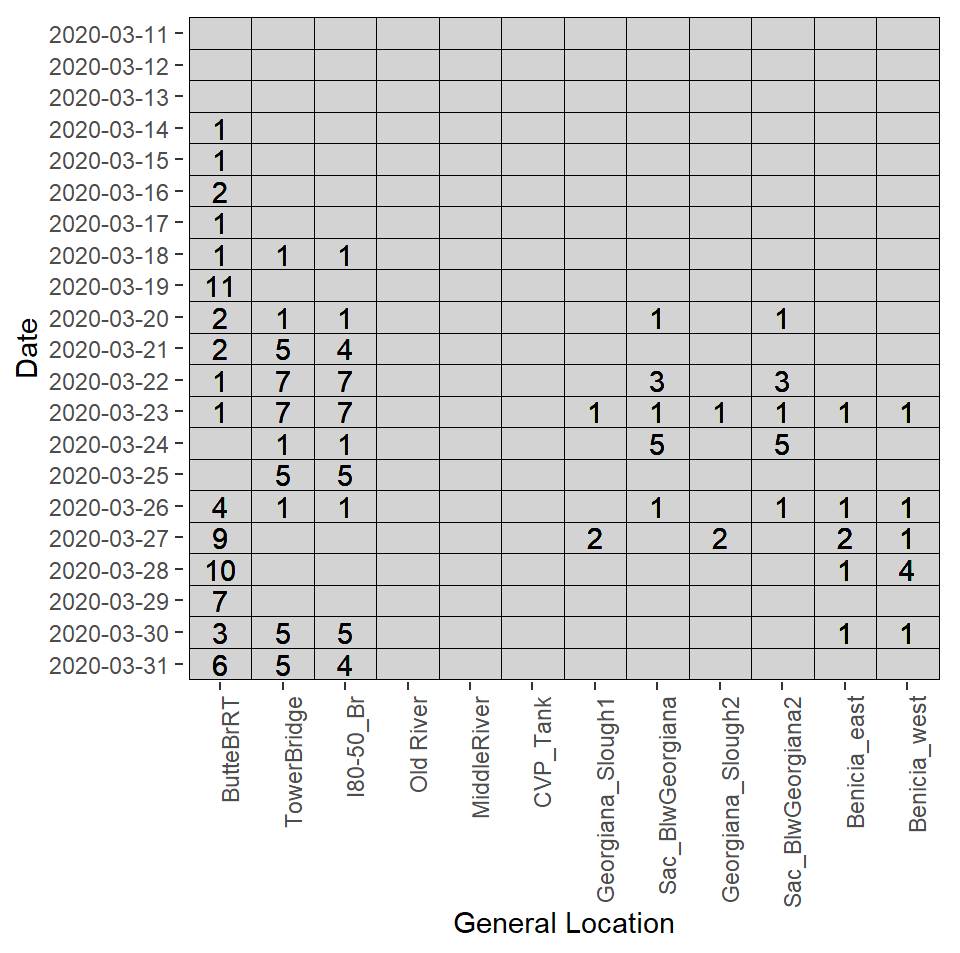 2020-03-11
2020-03-12
2020-03-13
2020-03-14 1
2020-03-15 1
2020-03-16 2
2020-03-17 1
2020-03-18 1 1 1
2020-03-19 11
2020-03-20 2 1 1 1 1
2020-03-21 2 5 4
2020-03-22 1 7 7 3 3
2020-03-23 1 7 7 1 1 1 1 1 1
2020-03-24 1 1 5 5
2020-03-25 5 5
2020-03-26 4 1 1 1 1 1 1
2020-03-27 9 2 2 2 1
2020-03-28 10 1 4
2020-03-29 7
2020-03-30 3 5 5 1 1
2020-03-31 6 5 4
Date
ButteBrRT
TowerBridge
I80-50_Br
Old River
MiddleRiver
CVP_Tank
Georgiana_Slough1
Sac_BlwGeorgiana
Georgiana_Slough2
Sac_BlwGeorgiana2
Benicia_east
Benicia_west
General Location